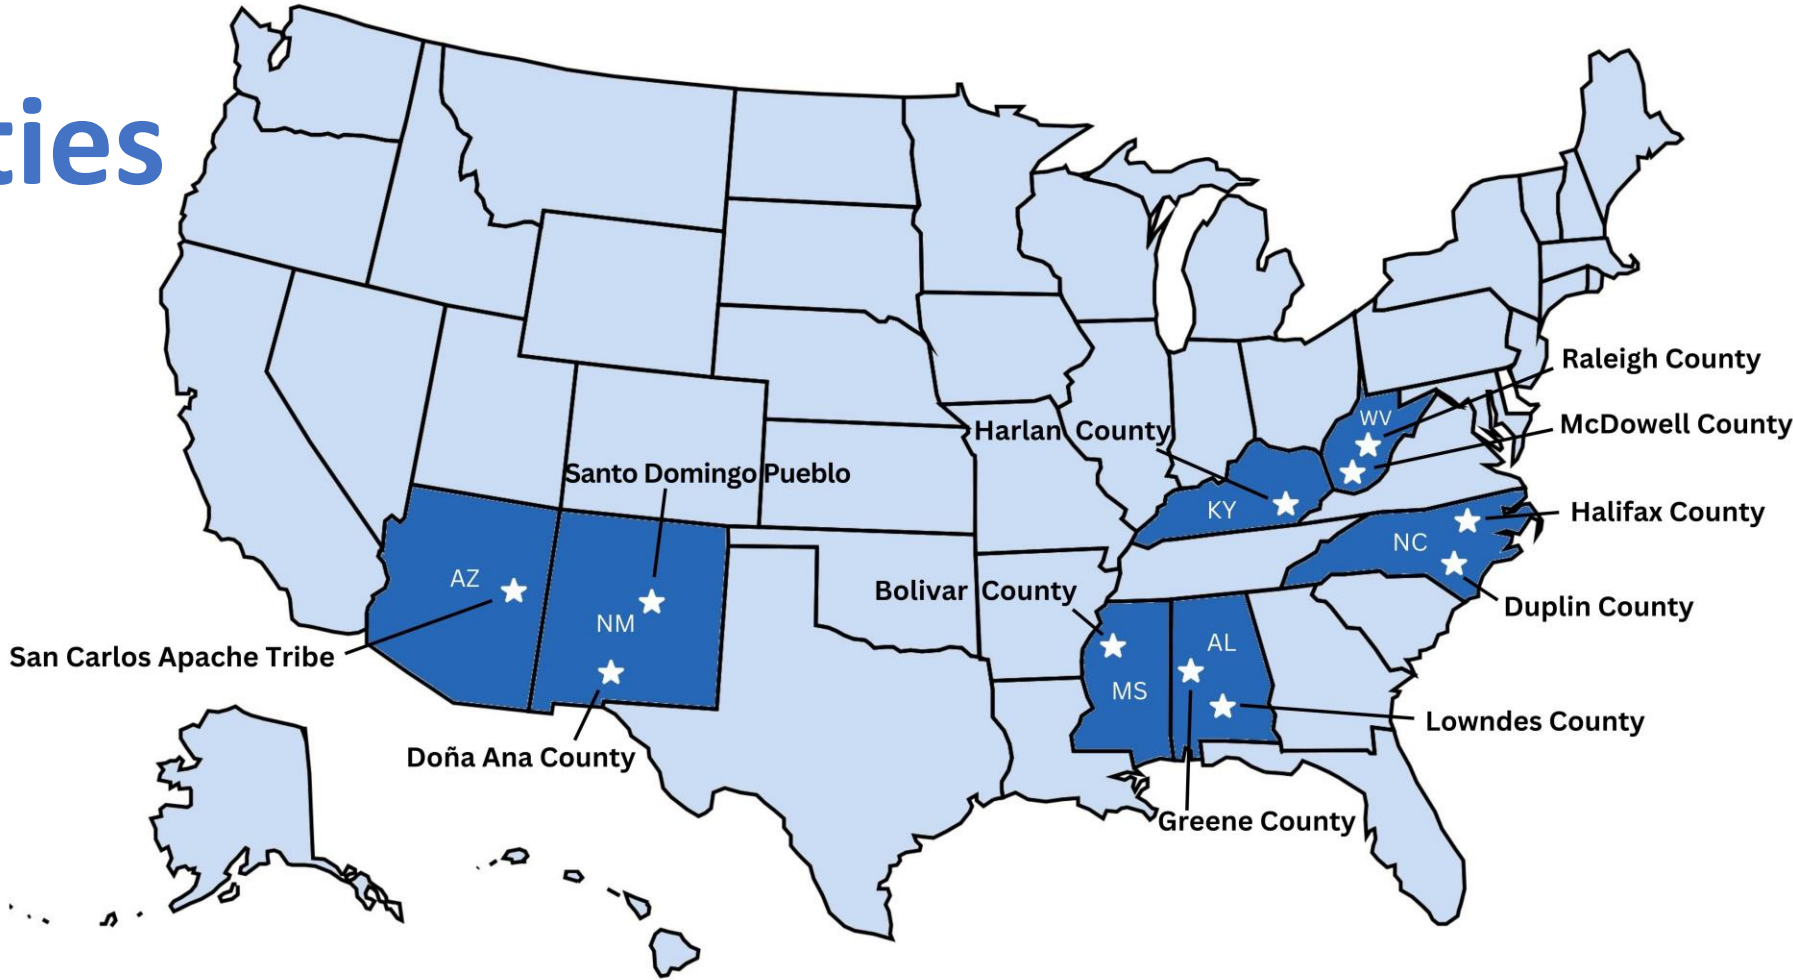 ties
Raleigh County
WV
McDowell County
Harlan County
Santo Domingo Pueblo
KY
Halifax County
NC
AZ
Bolivar County
Duplin County
NM
AL
San Carlos Apache Tribe
MS
Lowndes County
Doña Ana County
Greene County